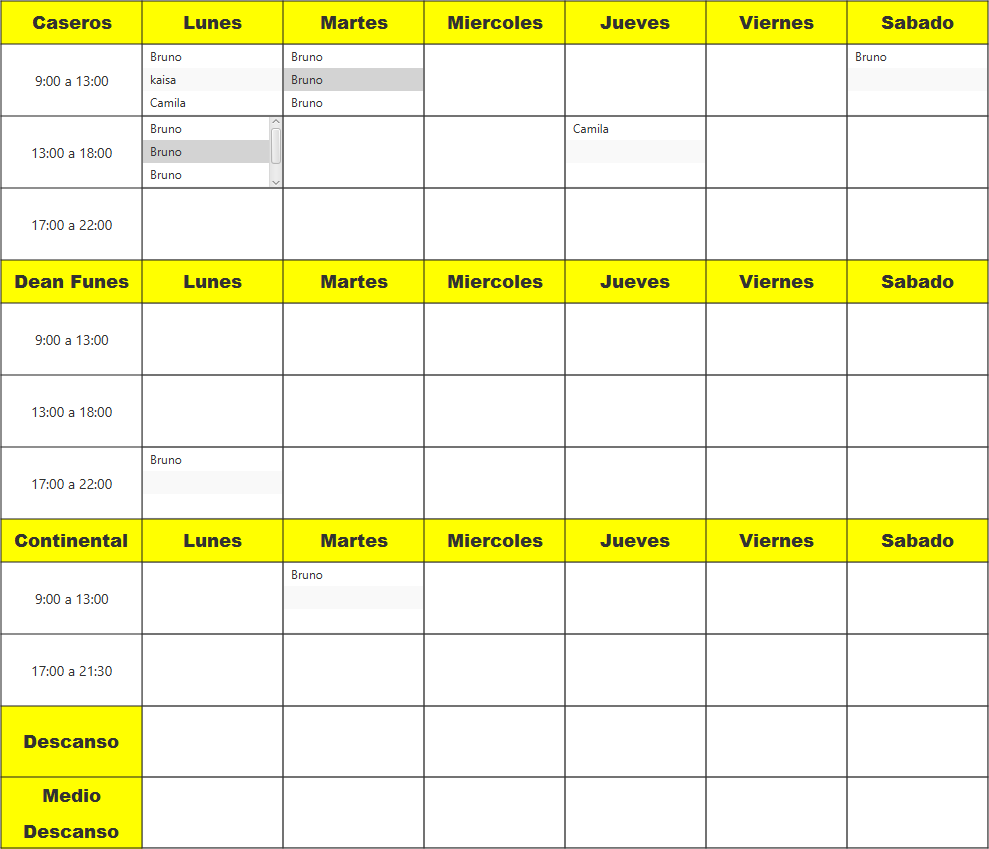 Caseros Lunes Martes Miercoles Jueves Viernes Sabado
Bruno Bruno Bruno
9:00 a 13:00 kaisa Bruno
Camila Bruno
Bruno Camila
13:00 a 18:00 Bruno
Bruno
17:00 a 22:00
Dean Funes Lunes Martes Miercoles Jueves Viernes Sabado
9:00 a 13:00
13:00 a 18:00
Bruno
17:00 a 22:00
Continental Lunes Martes Miercoles Jueves Viernes Sabado
Bruno
9:00 a 13:00
17:00 a 21:30
Descanso
Medio
Descanso